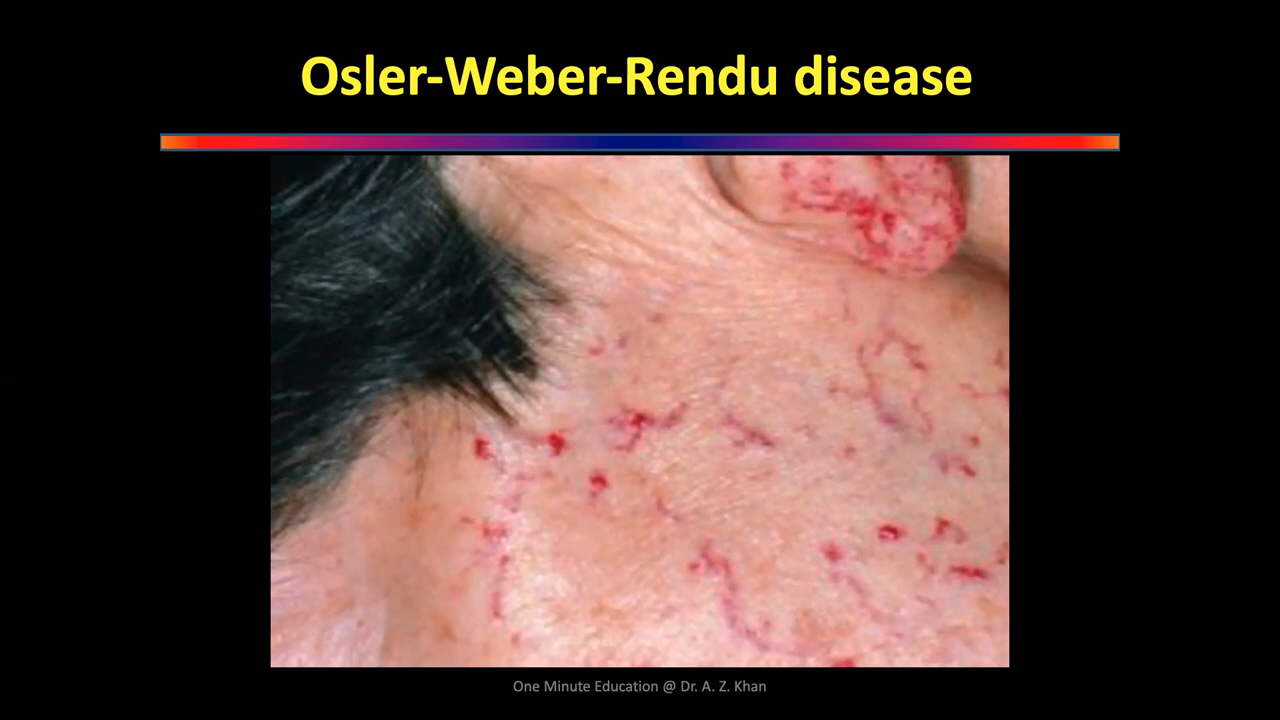 Osler-Weber-Rendu disease
One Minute Education @ Dr. A. Z. Khan